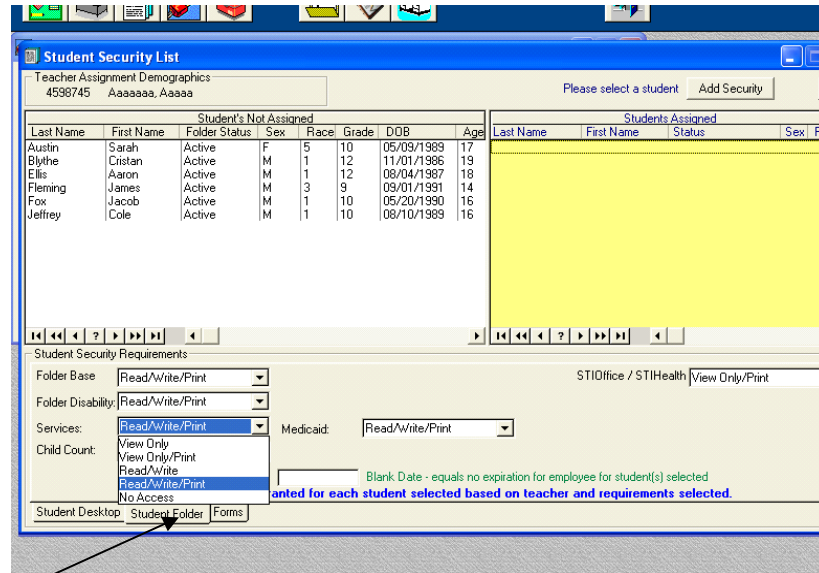 Student Security List
Teacher Assignment Demographics
4598745 Aaaaaaa, Aaaaa
Please select a student Add Security
Student's Not Assigned
Students Assigned
Last Name First Name Folder Status Sex Race Grade DOB Age
Last Name First Name Status Sex
Austin Sarah Active F 5 10 05/09/1989 17
Blythe Cristan Active M 1 12 11/01/1986 19
Ellis Aaron Active M 1 12 08/04/1987 18
Fleming James Active M 3 9 09/01/1991 14
Fox Jacob Active M 1 10 05/20/1990 16
Jeffrey Cole Active M 1 10 08/10/1989 16
Student Security Requirements
Folder Base Read/Write/Print
STIOffice / STIHealth View Only/Print
Folder Disability: Read/Write/Print
Services: Read/Write/Print Medicaid: Read/Write/Print
View Only
Child Count:
View Only/Print
Read/Write
Read/Write/Print
Blank Date - equals no expiration for employee for student(s) selected
No Access
anted for each student selected based on teacher and requirements selected.
Student Desktop Student Folder Forms